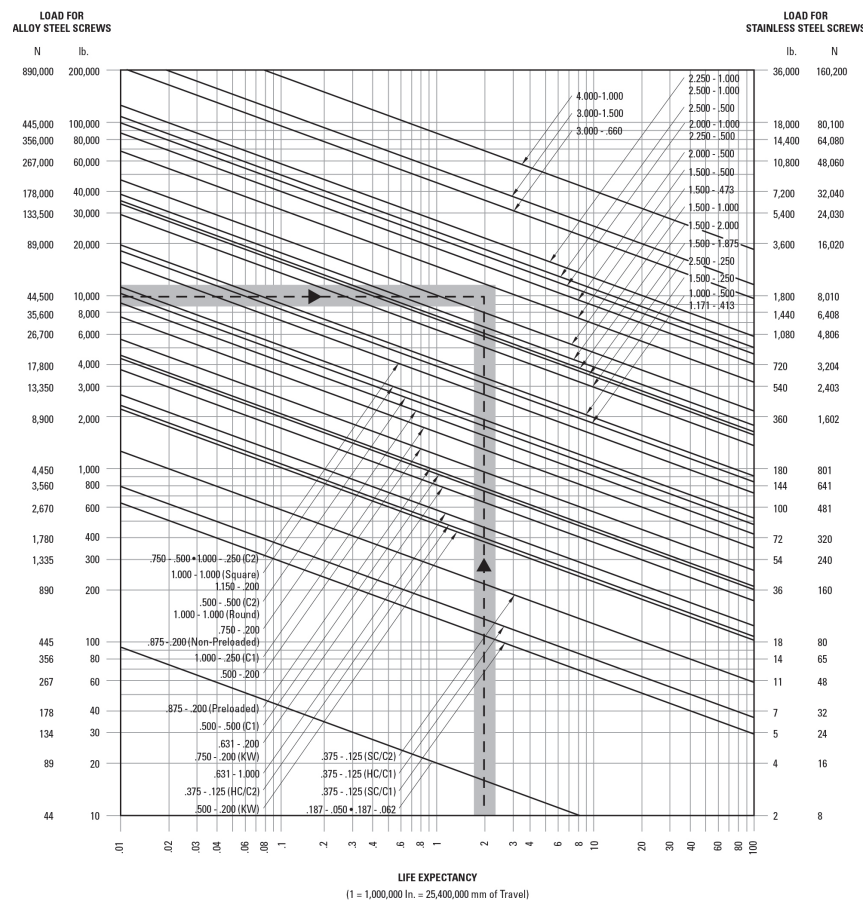 LOAD FOR
ALLOY STEEL SCREWS
LOAD FOR
STAINLESS STEEL SCREWS
N lb.
lb. N
890,000 200,000
36,000 160,200
445,000 100,000
18,000 80,100
356,000 80,000
14,400 64,080
267,000 60,000
10,800 48,060
178,000 40,000
7,200 32,040
133,500 30,000
5,400 24,030
89,000 20,000
3,600 16,020
44,500 10,000
1,800 8,010
35,600 8,000
1,440 6,408
26,700 6,000
1,080 4,806
17,800 4,000
720 3,204
13,350 3,000
540 2,403
8,900 2,000
360 1,602
4,450 1,000
180 801
3,560 800
144 641
2,670 600
100 481
1,780 400
72 320
1,335 300
54 240
890 200
36 160
445 100
18 80
356 80
14 65
267 60
11 48
178 40
7 32
134 30
5 24
89 20
4 16
44 10
2 8
4.000-1.000
3.000-1.500
3.000 - .660
2.250 - 1.000
2.500 - 1.000
2.500 - .500
2.000 - 1.000
2.250 - .500
2.000 - .500
1.500 - .500
1.500 - .473
1.500 - 1.000
1.500 - 2.000
1.500 - 1.875
2.500 - .250
1.500 - .250
1.000 - .500
1.171 - .413
.750 - .500•1.000 - .250 (C2)
1.000 - 1.000 (Square)
1.150 - .200
.500 - .500 (C2)
1.000 - 1.000 (Round)
.750 - .200
.875 - .200 (Non-Preloaded)
1.000 - .250 (C1)
.500 - .200
.875 - .200 (Preloaded)
.500 - .500 (C1)
.631 - .200
.750 - .200 (KW)
.631 - 1.000
.375 - .125 (HC/C2)
.500 - .200 (KW)
.375 - .125 (SC/C2)
.375 - .125 (HC/C1)
.375 - .125 (SC/C1)
.187 - .050 • .187 - .062
.01 .02 .03 .04 .05 .06 .08 .1 .2 .3 .4 .6 .8 1 2 3 4 6 8 10 20 30 40 60 80 100
LIFE EXPECTANCY
(1 = 1,000,000 In. = 25,400,000 mm of Travel)